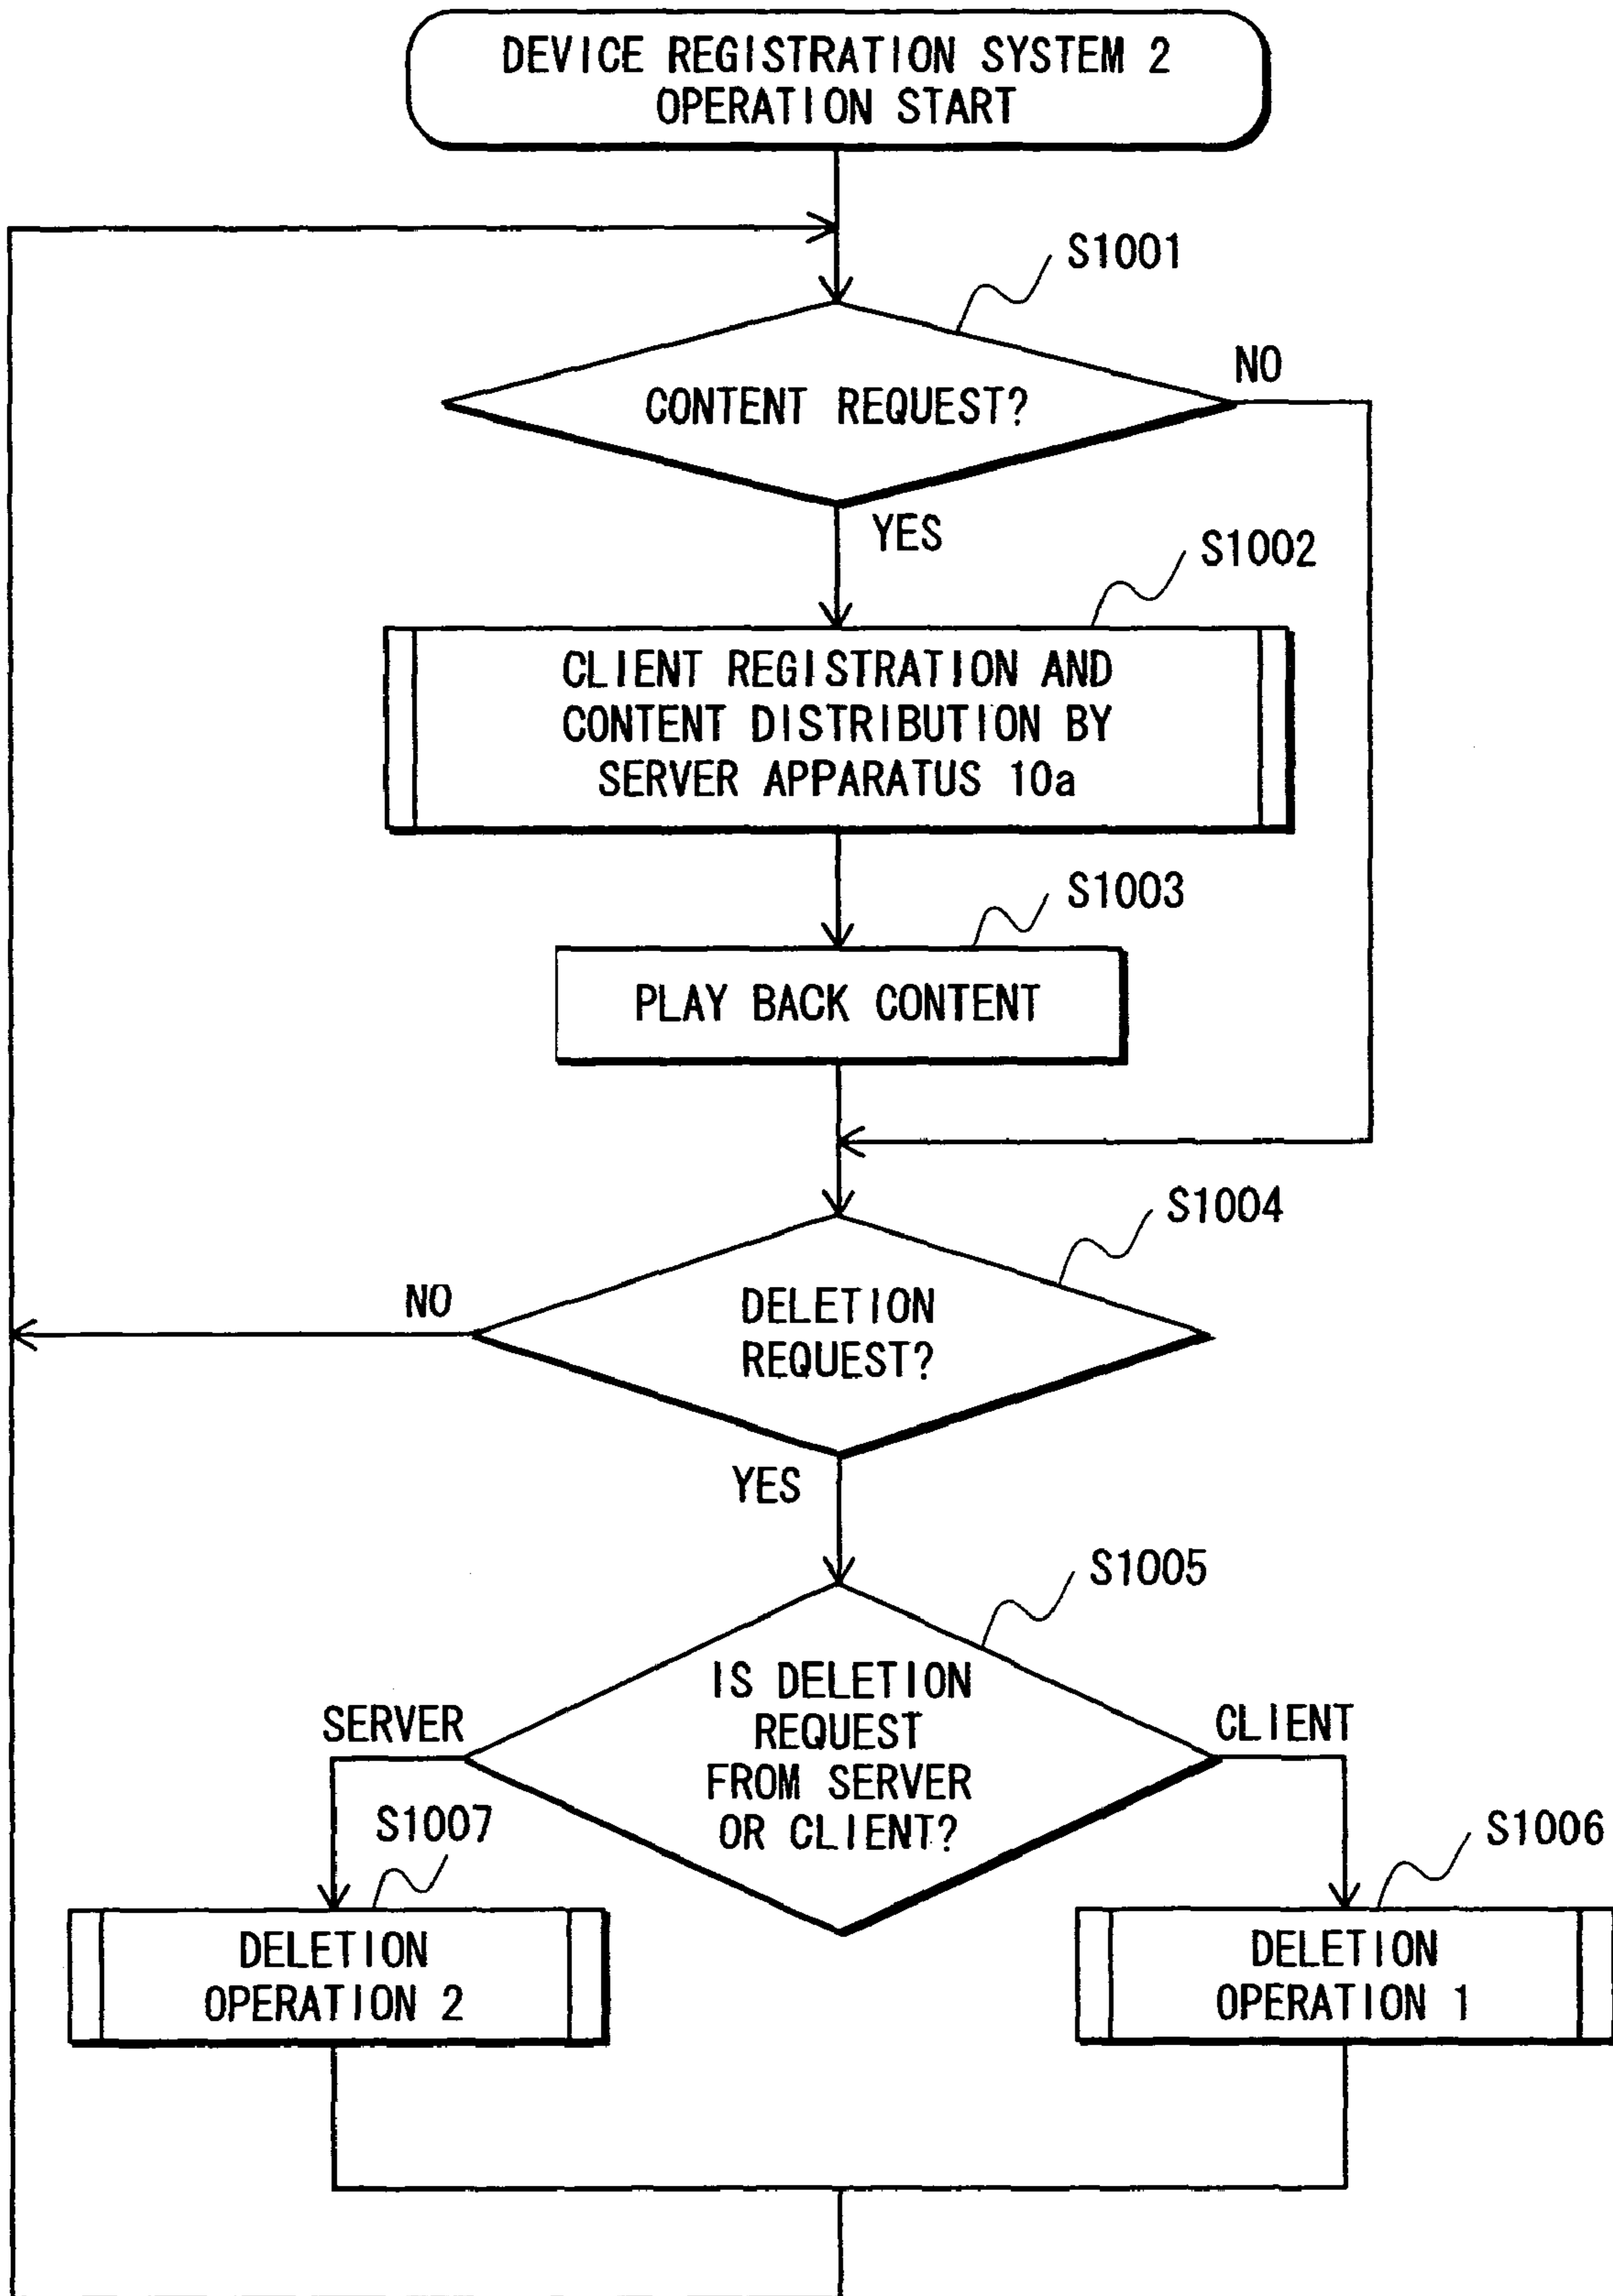 DEVICE REGISTRATION SYSTEM 2
OPERATION START
S1001
NO
CONTENT REQUEST?
YES
S1002
CLIENT REGISTRATION AND
CONTENT DISTRIBUTION BY
SERVER APPARATUS 10a
S1003
PLAY BACK CONTENT
S1004
NO
DELETION
REQUEST?
YES
S1005
IS DELETION
REQUEST
FROM SERVER
OR CLIENT?
SERVER
CLIENT
S1007
S1006
DELETION
OPERATION 2
DELETION
OPERATION 1